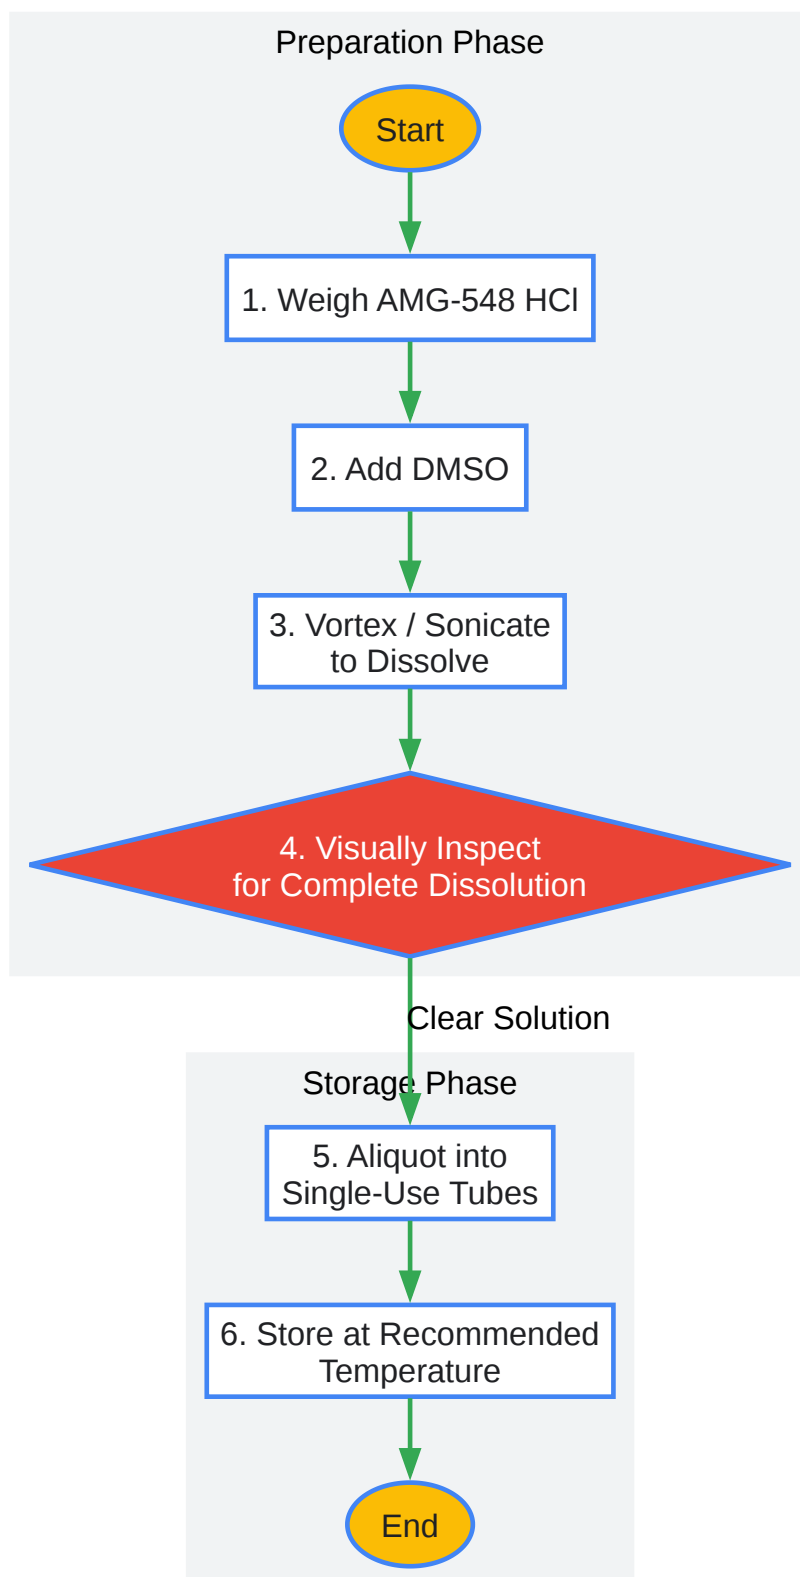 Preparation Phase
Start
1. Weigh AMG-548 HCl
2. Add DMSO
3. Vortex / Sonicate
to Dissolve
4. Visually Inspect
for Complete Dissolution
Clear Solution
Storage Phase
5. Aliquot into
Single-Use Tubes
6. Store at Recommended
Temperature
End